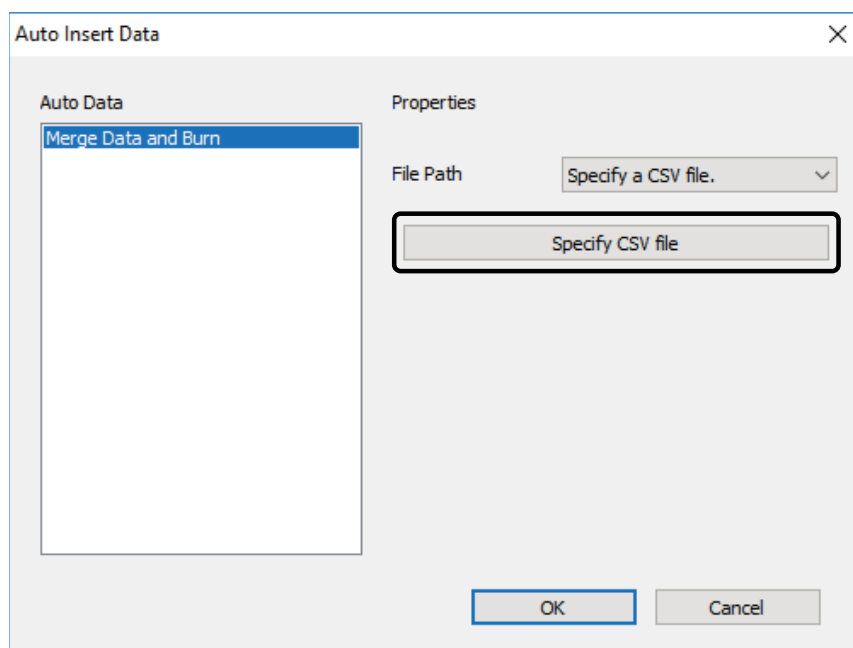 Auto Insert Data
Auto Data
Merge Data and Burn
Properties
File Path
Specify a CSV file.
Specify CSV file
OK
Cancel